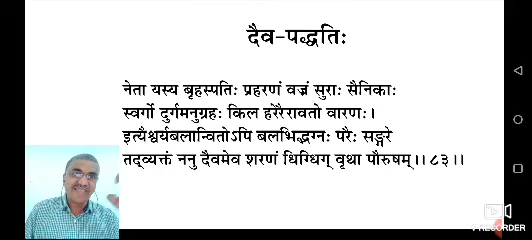 दैव-पद्धतिः
नेता यस्य बृहस्पतिः प्रहरणं वज्रं सुराः सैनिकाः
स्वर्गो दुर्गमनुग्रहः किल हरेरैरावतो वारणः।
इत्यैश्वर्यबलान्वितोऽपि बलभिद्भग्नः परैः सङ्गरे
तद्व्यक्तं ननु दैवमेव शरणं धिग्धिग् वृथा पौरुषम्॥८३॥
V RECORDER